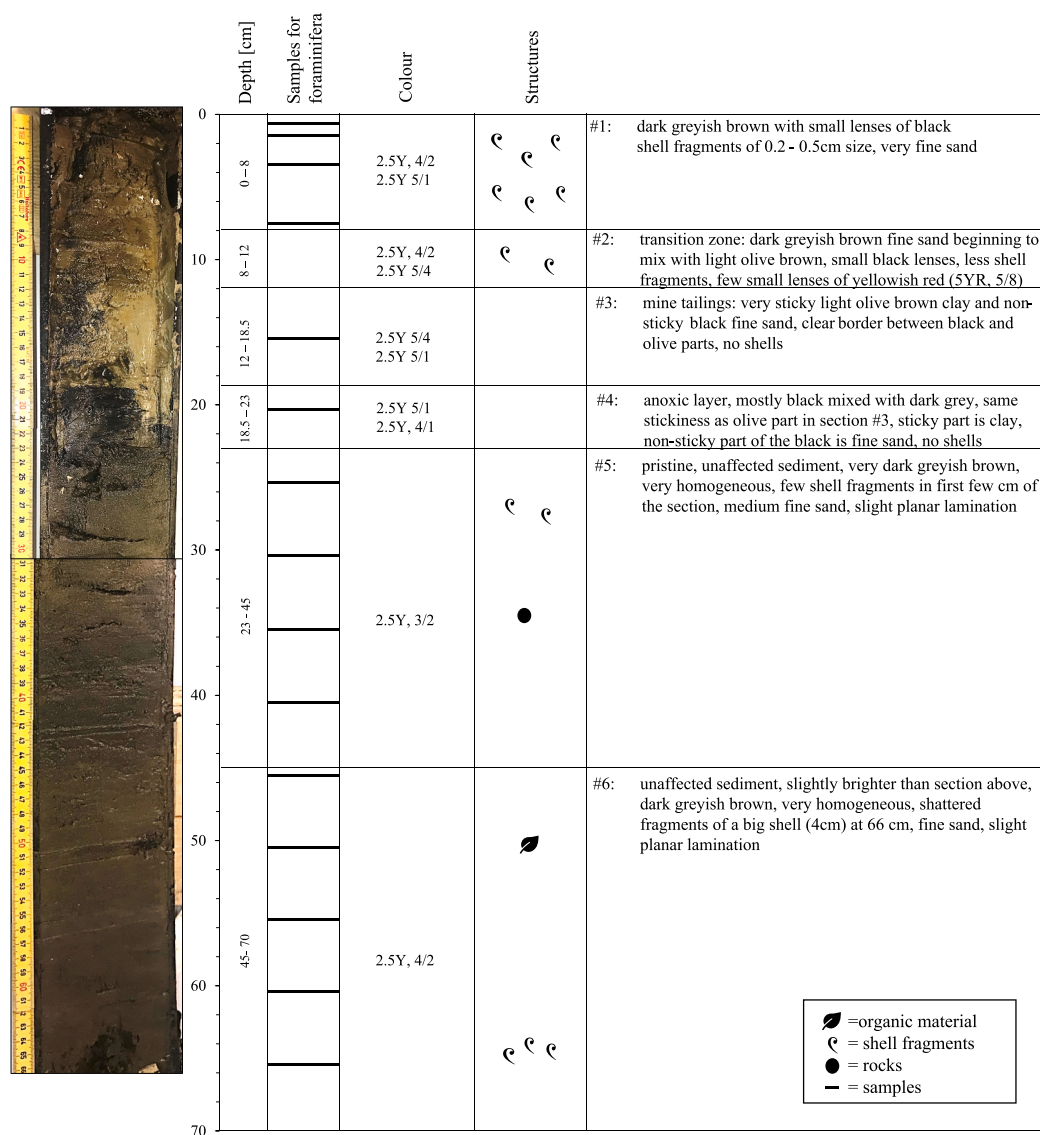 Depth [cm]
Samples for
foraminifera
Colour
Structures
0
10
20
30
40
50
60
70
0 – 8
2.5Y, 4/2
2.5Y 5/1
#1: dark greyish brown with small lenses of black
shell fragments of 0.2 - 0.5cm size, very fine sand
8 – 12
2.5Y, 4/2
2.5Y 5/4
#2: transition zone: dark greyish brown fine sand beginning to
mix with light olive brown, small black lenses, less shell
fragments, few small lenses of yellowish red (5YR, 5/8)
12 – 18.5
2.5Y 5/4
2.5Y 5/1
#3: mine tailings: very sticky light olive brown clay and non-
sticky black fine sand, clear border between black and
olive parts, no shells
18.5 – 23
2.5Y 5/1
2.5Y, 4/1
#4: anoxic layer, mostly black mixed with dark grey, same
stickiness as olive part in section #3, sticky part is clay,
non-sticky part of the black is fine sand, no shells
23 - 45
2.5Y, 3/2
#5: pristine, unaffected sediment, very dark greyish brown,
very homogeneous, few shell fragments in first few cm of
the section, medium fine sand, slight planar lamination
45- 70
2.5Y, 4/2
#6: unaffected sediment, slightly brighter than section above,
dark greyish brown, very homogeneous, shattered
fragments of a big shell (4cm) at 66 cm, fine sand, slight
planar lamination
=organic material
= shell fragments
= rocks
= samples